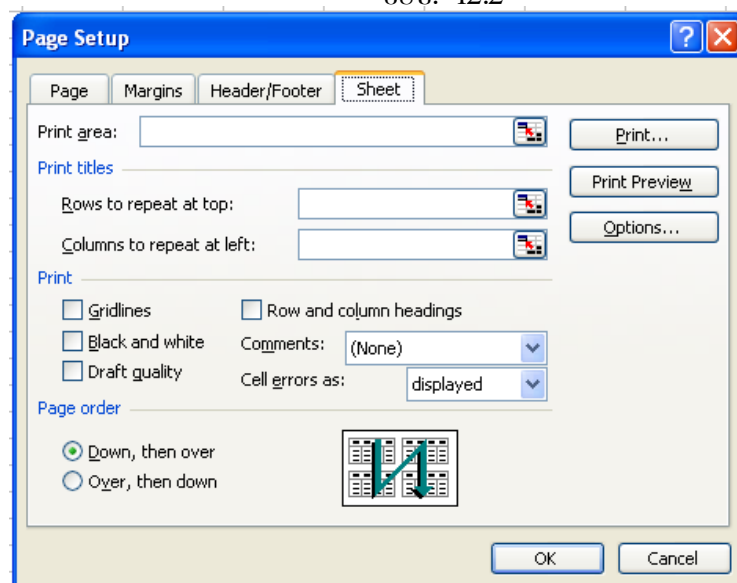 Page Setup
Page Margins Header/Footer Sheet
Print area:
Print...
Print titles
Print Preview
Rows to repeat at top:
Options...
Columns to repeat at left:
Print
Gridlines
Row and column headings
Black and white
Comments: (None)
Draft quality
Cell errors as: displayed
Page order
Down, then over
Over, then down
OK Cancel